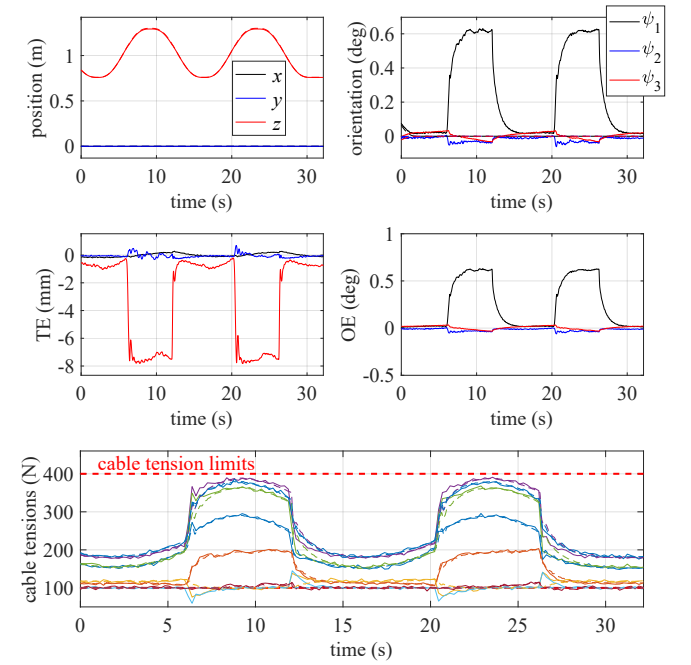 position (m)
1
0.5
0
x
y
z
0
10
20
30
time (s)
orientation (deg)
0.6
0.4
0.2
0
ψ1
ψ2
ψ3
0
10
20
30
time (s)
TE (mm)
0
-2
-4
-6
-8
0
10
20
30
time (s)
OE (deg)
1
0.5
0
-0.5
0
10
20
30
time (s)
cable tensions (N)
cable tension limits
400
300
200
100
0
5
10
15
20
25
30
time (s)